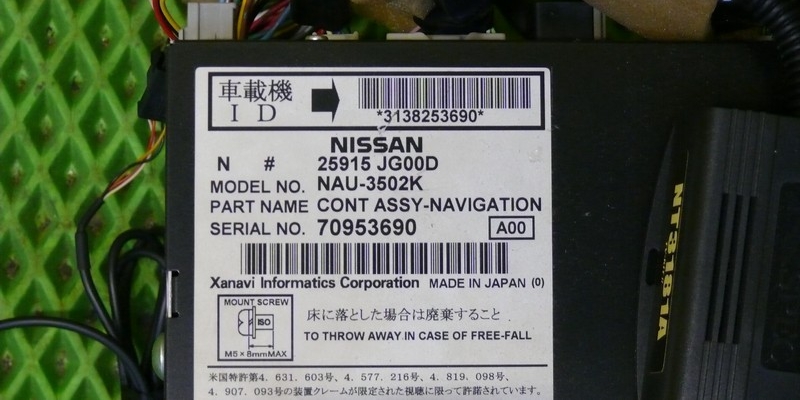 車載機
ID
*3138253690*
NISSAN
N # 25915 JG00D
MODEL NO. NAU-3502K
PART NAME CONT ASSY-NAVIGATION
SERIAL NO. 70953690 A00
Xanavi Informatics Corporation MADE IN JAPAN (0)
MOUNT SCREW
ISO
M5×8mmMAX
床に落とした場合は廃棄すること
TO THROW AWAY IN CASE OF FREE-FALL
米国特許第4．631．603号、4．577．216号、4．819．098号、
4．907．093号の装置クレームが限定された視聴に限って許諾されています。